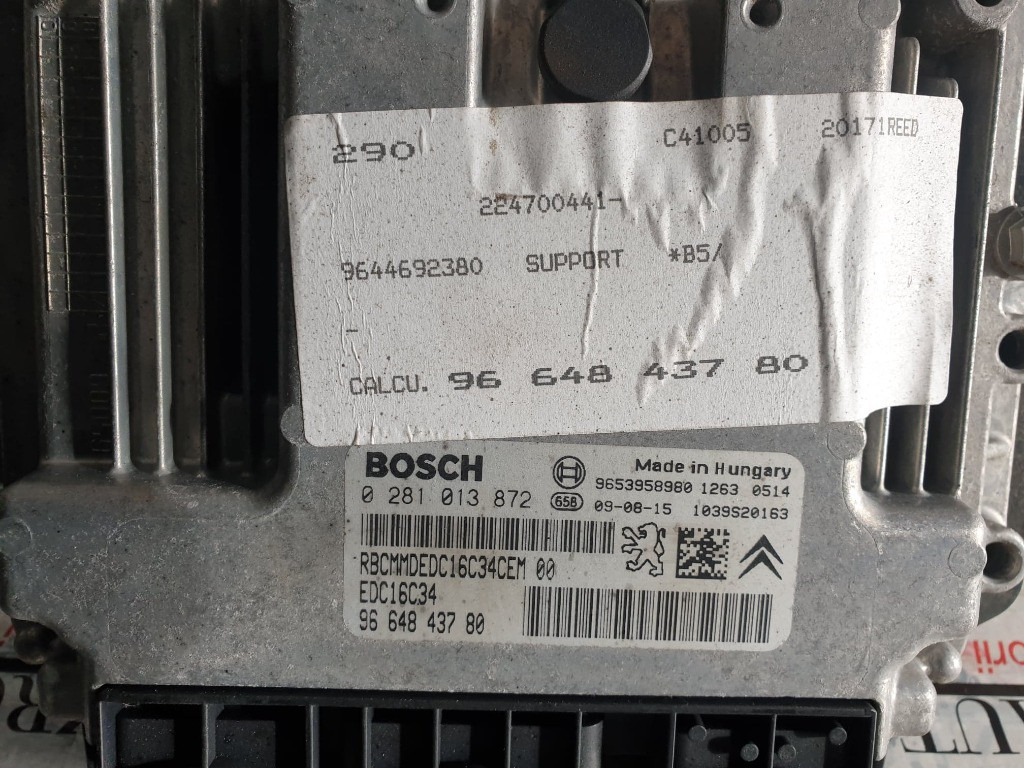 290 C41005 20171REED
224700441-
9644692380 SUPPORT *B5/
-
CALCU. 96 648 437 80
BOSCH Made in Hungary
9653958980 1263 0514
0 281 013 872 658 09-08-15 1039S20163
RBCMMDEDC16C34CEM 00
EDC16C34
96 648 437 80